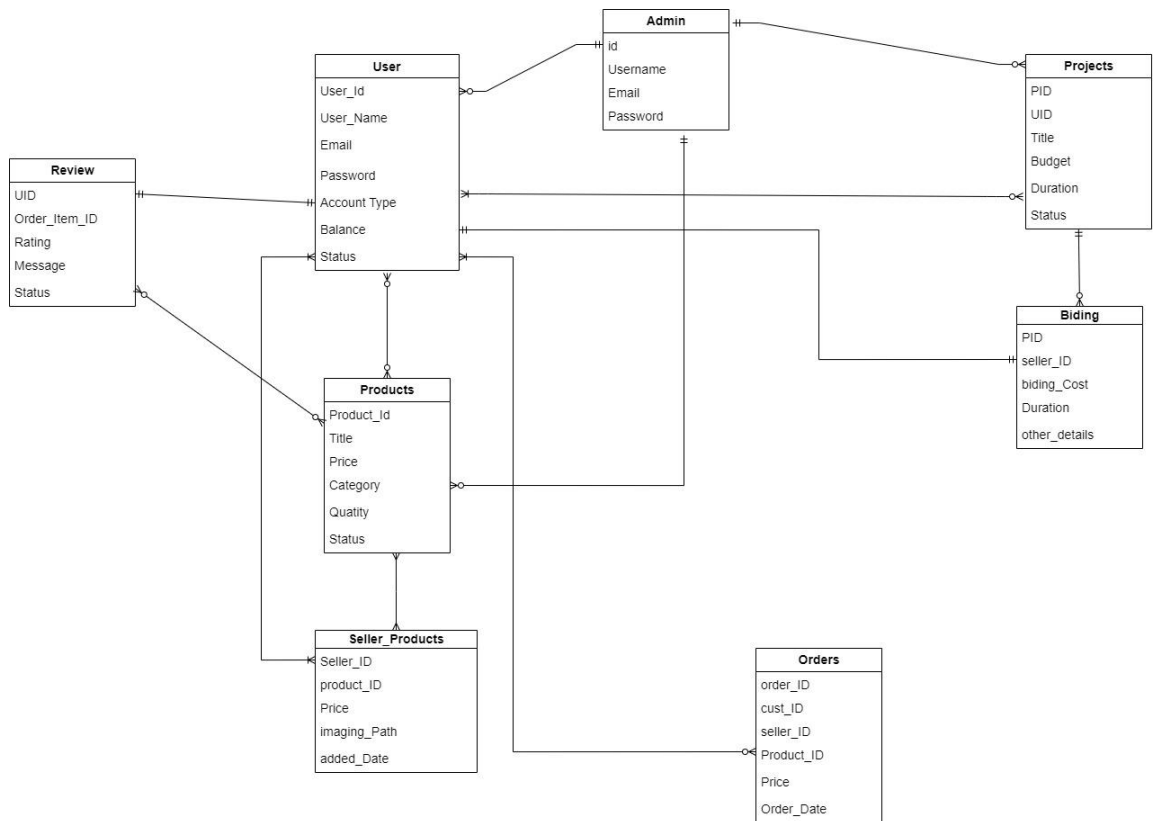 Admin
id
Username
Email
Password
User
User_Id
User_Name
Email
Password
Account Type
Balance
Status
Projects
PID
UID
Title
Budget
Duration
Status
Review
UID
Order_Item_ID
Rating
Message
Status
Biding
PID
seller_ID
biding_Cost
Duration
other_details
Products
Product_Id
Title
Price
Category
Quatity
Status
Seller_Products
Seller_ID
product_ID
Price
imaging_Path
added_Date
Orders
order_ID
cust_ID
seller_ID
Product_ID
Price
Order_Date